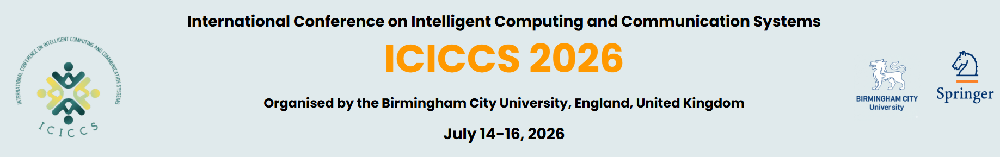 International Conference on Intelligent Computing and Communication Systems
ICICCS 2026
Organised by the Birmingham City University, England, United Kingdom
July 14-16, 2026
INTERNATIONAL CONFERENCE ON INTELLIGENT COMPUTING AND COMMUNICATION SYSTEMS
ICICCS
BIRMINGHAM CITY
University
Springer